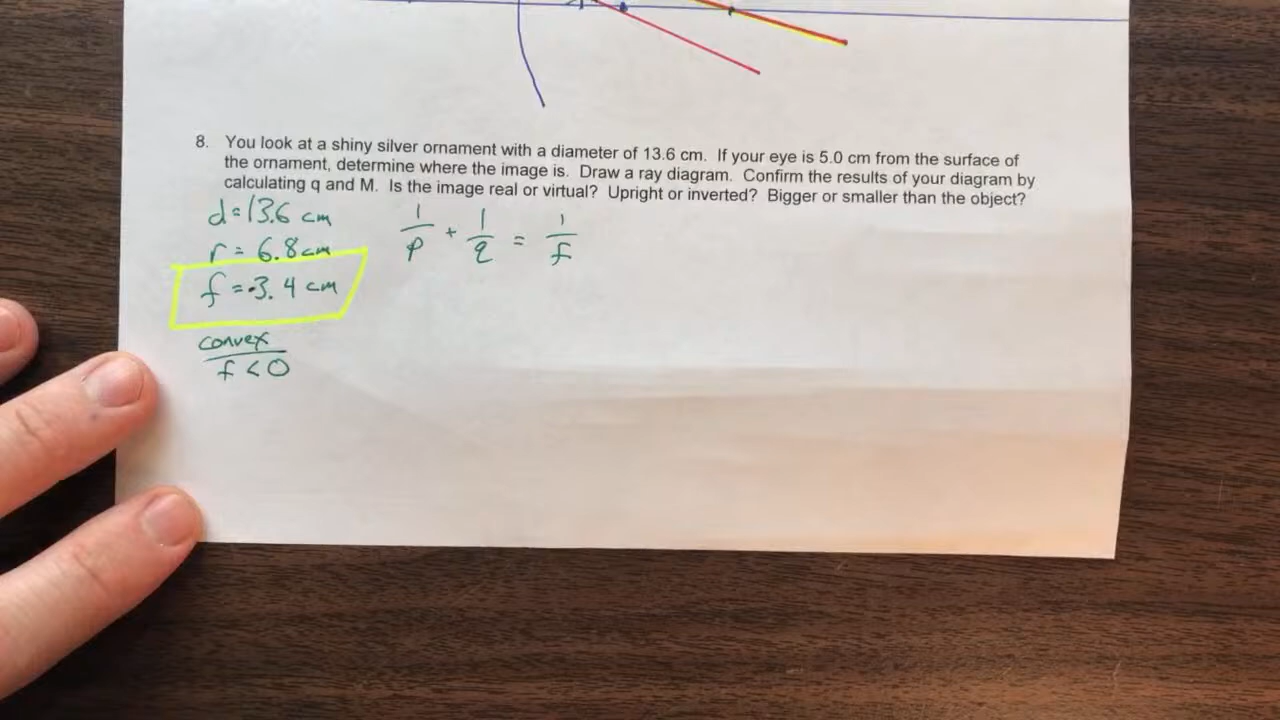 8. You look at a shiny silver ornament with a diameter of 13.6 cm. If your eye is 5.0 cm from the surface of
the ornament, determine where the image is. Draw a ray diagram. Confirm the results of your diagram by
calculating q and M. Is the image real or virtual? Upright or inverted? Bigger or smaller than the object?
d=13.6 cm
r = 6.8cm
f = -3.4 cm
convex
f < 0
1/p + 1/q = 1/f